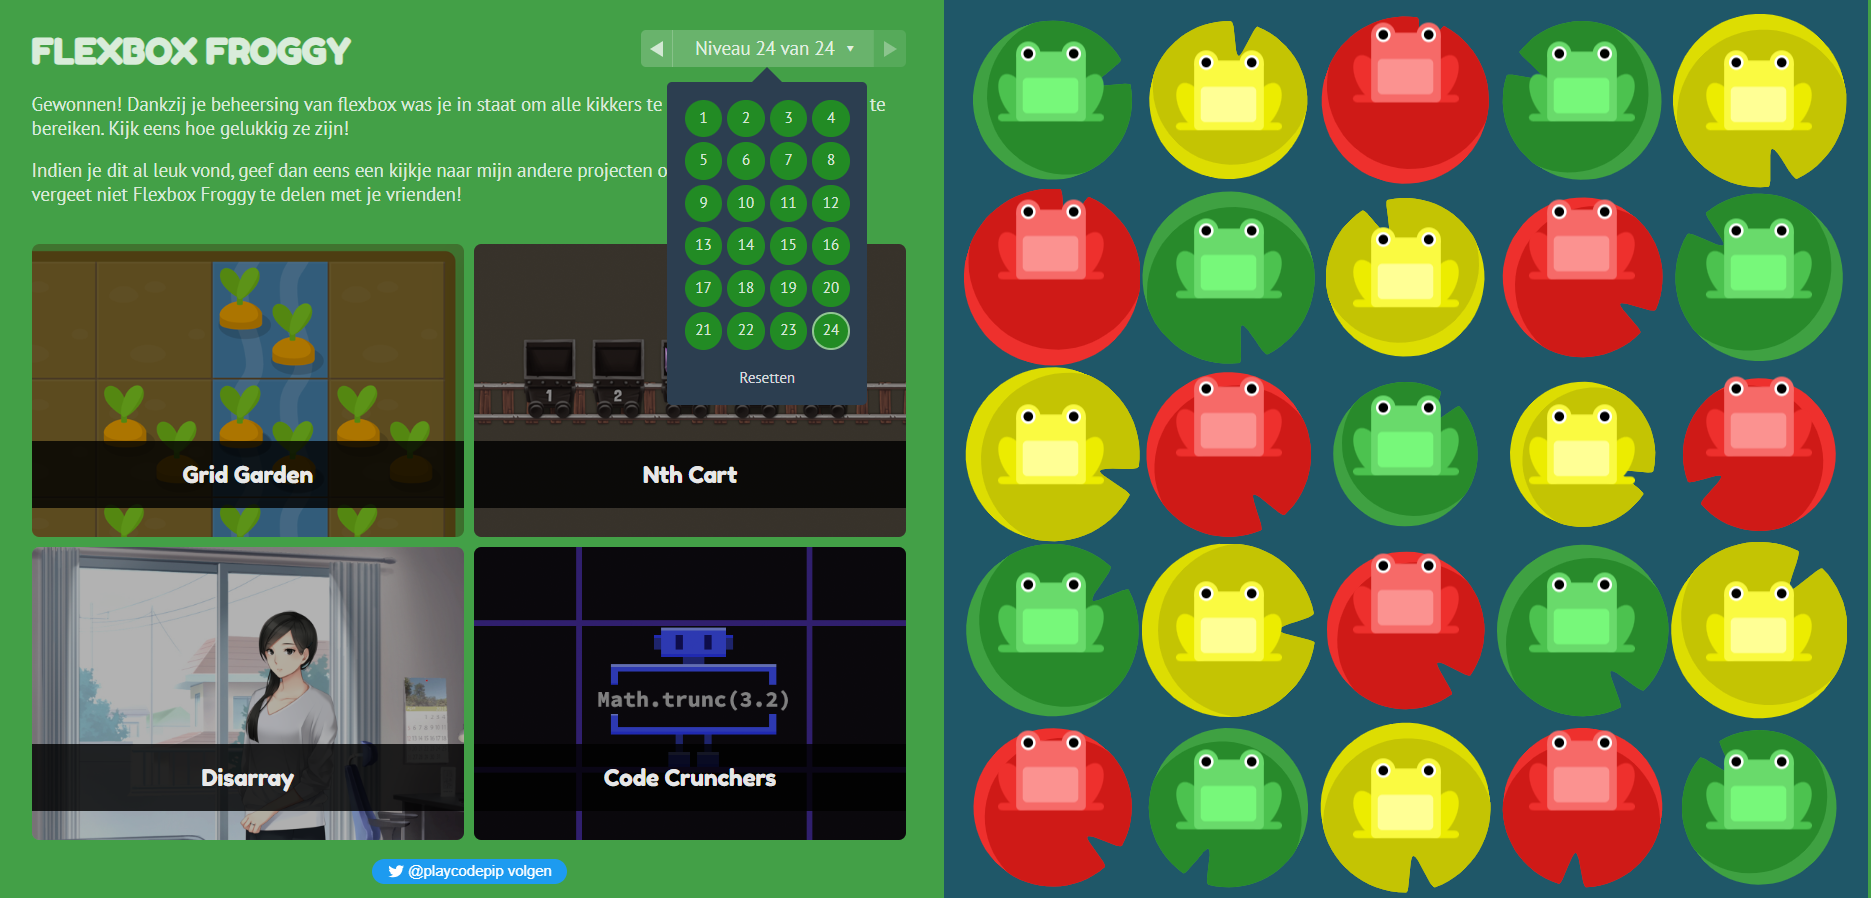 FLEXBOX FROGGY
Niveau 24 van 24
Gewonnen! Dankzij je beheersing van flexbox was je in staat om alle kikkers te te
bereiken. Kijk eens hoe gelukkig ze zijn!
Indien je dit al leuk vond, geef dan eens een kijkje naar mijn andere projecten
vergeet niet Flexbox Froggy te delen met je vrienden!
1 2 3 4
5 6 7 8
9 10 11 12
13 14 15 16
17 18 19 20
21 22 23 24
Resetten
1 2
Grid Garden
Nth Cart
Math.trunc(3.2)
Disarray
Code Crunchers
@playcodepip volgen